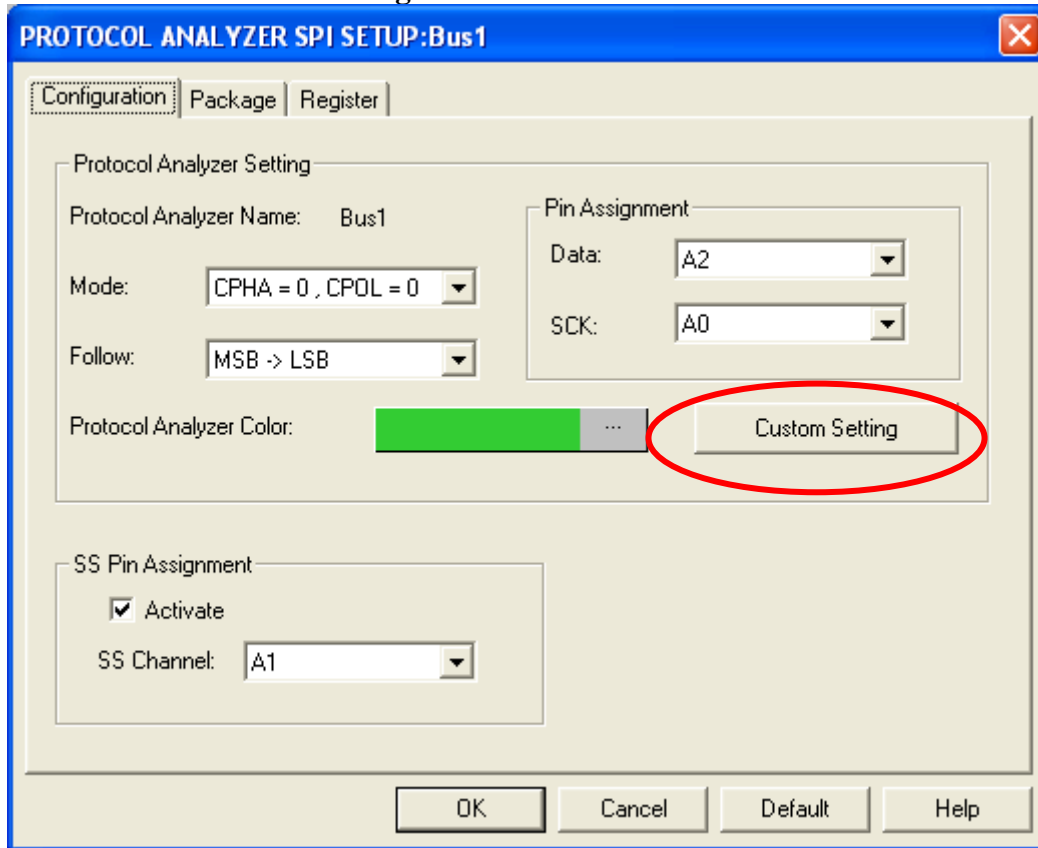 PROTOCOL ANALYZER SPI SETUP:Bus1
Configuration Package Register
Protocol Analyzer Setting
Protocol Analyzer Name: Bus1
Pin Assignment
Data: A2
Mode: CPHA = 0 , CPOL = 0
SCK: A0
Follow: MSB -> LSB
Protocol Analyzer Color: ... Custom Setting
SS Pin Assignment
Activate
SS Channel: A1
OK Cancel Default Help